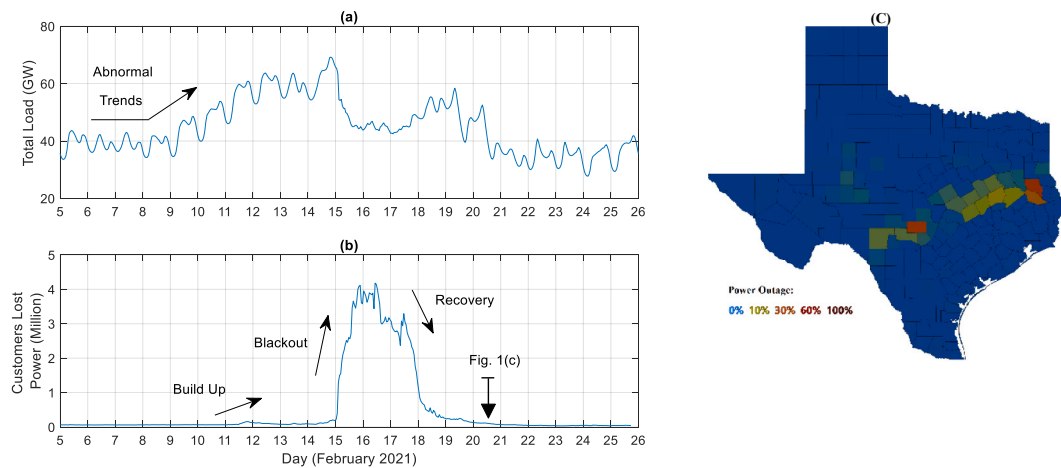 (a)
80
60
40
20
Total Load (GW)
Abnormal
Trends
5 6 7 8 9 10 11 12 13 14 15 16 17 18 19 20 21 22 23 24 25 26
(b)
5
4
3
2
1
0
Customers Lost
Power (Million)
Build Up
Blackout
Recovery
Fig. 1(c)
5 6 7 8 9 10 11 12 13 14 15 16 17 18 19 20 21 22 23 24 25 26
Day (February 2021)
(C)
Power Outage:
0% 10% 30% 60% 100%